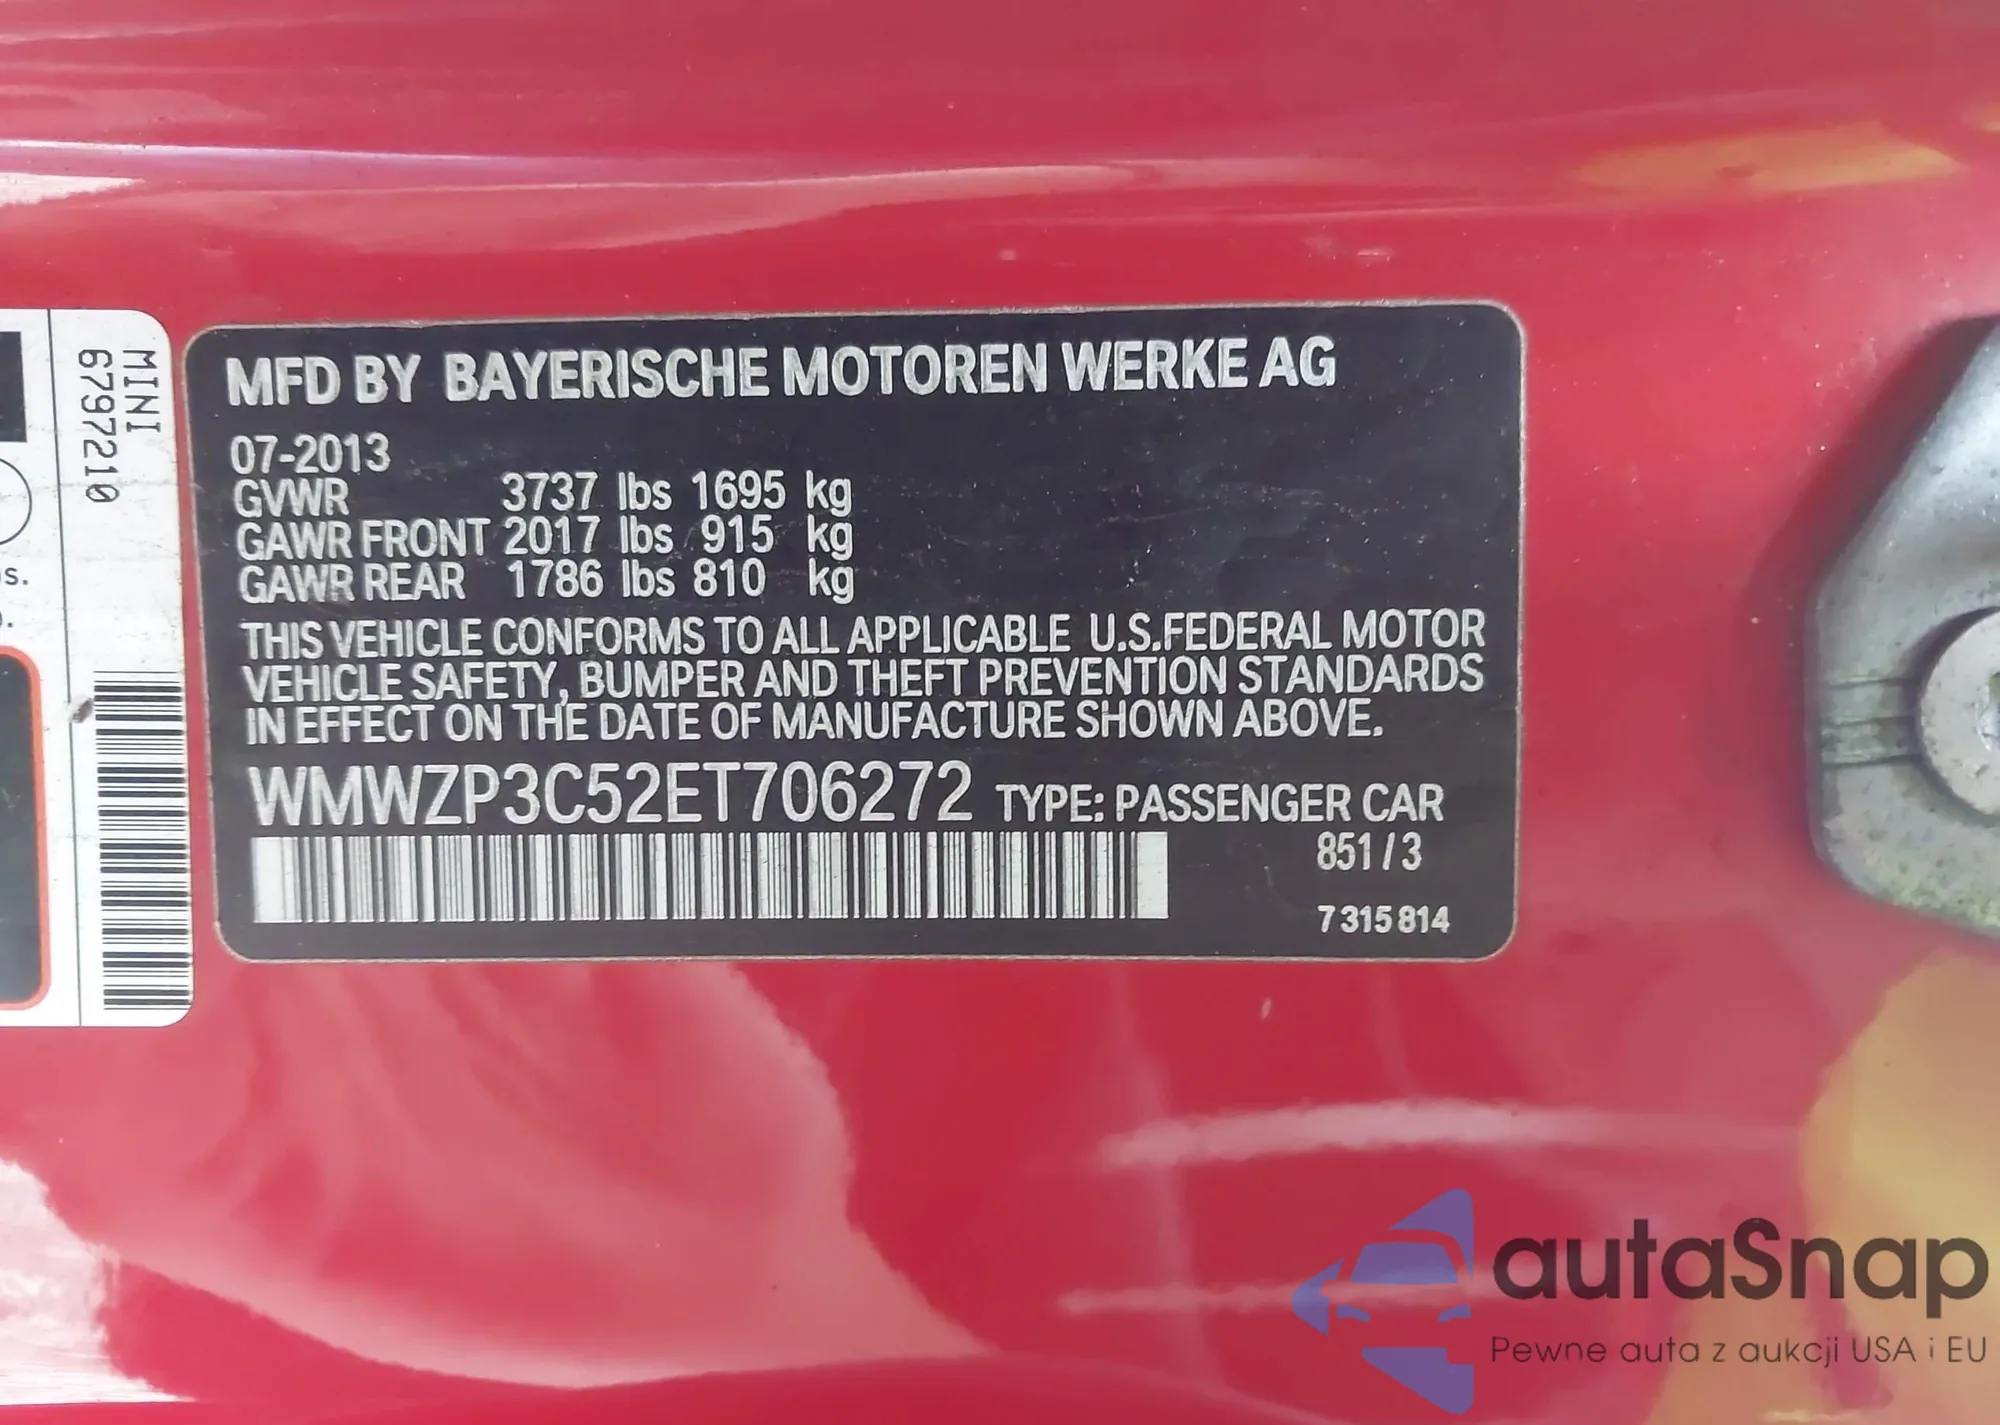 MINI
6797210
s.
MFD BY BAYERISCHE MOTOREN WERKE AG
07-2013
GVWR 3737 lbs 1695 kg
GAWR FRONT 2017 lbs 915 kg
GAWR REAR 1786 lbs 810 kg
THIS VEHICLE CONFORMS TO ALL APPLICABLE U.S.FEDERAL MOTOR
VEHICLE SAFETY, BUMPER AND THEFT PREVENTION STANDARDS
IN EFFECT ON THE DATE OF MANUFACTURE SHOWN ABOVE.
WMWZP3C52ET706272 TYPE: PASSENGER CAR
851/3
7315814
autaSnap
Pewne auta z aukcji USA i EU